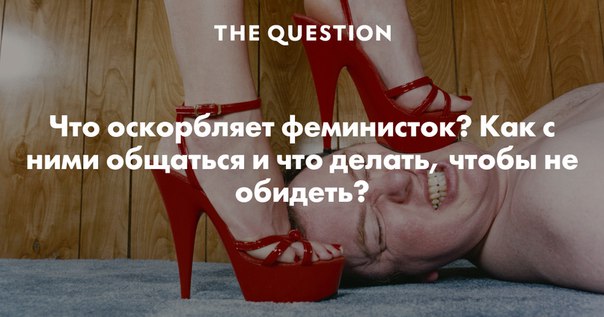 THE QUESTION
Что оскорбляет феминисток? Как с
ними общаться и что делать, чтобы не
обидеть?